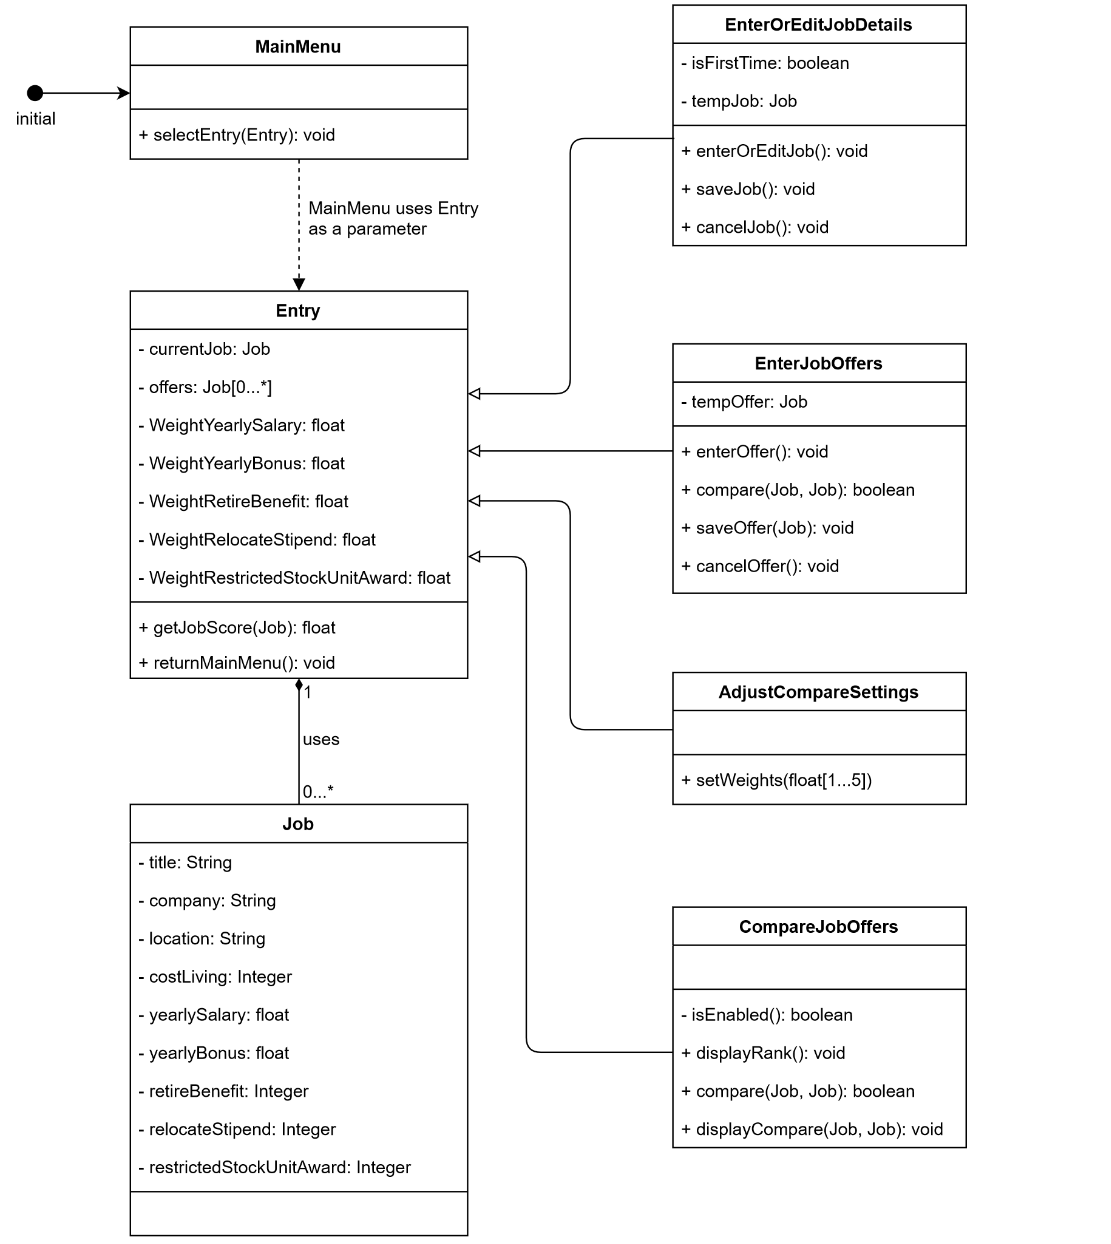 initial
MainMenu
+ selectEntry(Entry): void
MainMenu uses Entry
as a parameter
Entry
- currentJob: Job
- offers: Job[0...*]
- WeightYearlySalary: float
- WeightYearlyBonus: float
- WeightRetireBenefit: float
- WeightRelocateStipend: float
- WeightRestrictedStockUnitAward: float
+ getJobScore(Job): float
+ returnMainMenu(): void
1
uses
0...*
Job
- title: String
- company: String
- location: String
- costLiving: Integer
- yearlySalary: float
- yearlyBonus: float
- retireBenefit: Integer
- relocateStipend: Integer
- restrictedStockUnitAward: Integer
EnterOrEditJobDetails
- isFirstTime: boolean
- tempJob: Job
+ enterOrEditJob(): void
+ saveJob(): void
+ cancelJob(): void
EnterJobOffers
- tempOffer: Job
+ enterOffer(): void
+ compare(Job, Job): boolean
+ saveOffer(Job): void
+ cancelOffer(): void
AdjustCompareSettings
+ setWeights(float[1...5])
CompareJobOffers
- isEnabled(): boolean
+ displayRank(): void
+ compare(Job, Job): boolean
+ displayCompare(Job, Job): void